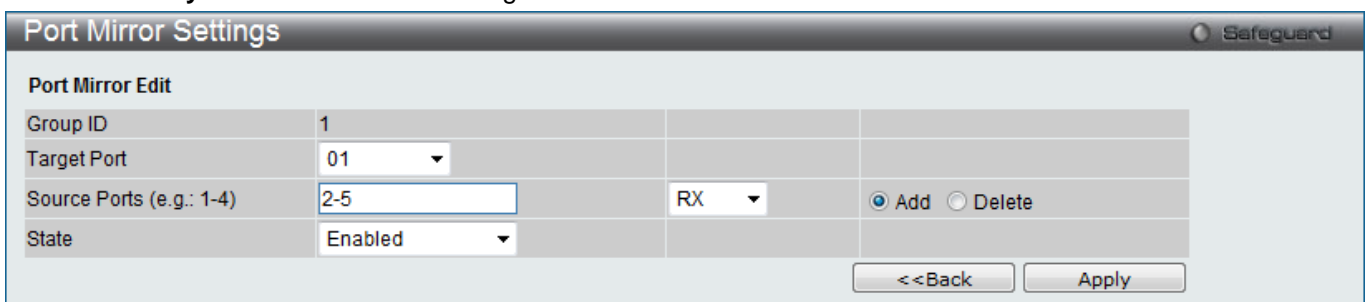 Port Mirror Settings Safeguard
Port Mirror Edit
Group ID 1
Target Port 01
Source Ports (e.g.: 1-4) 2-5 RX Add Delete
State Enabled
<<Back Apply